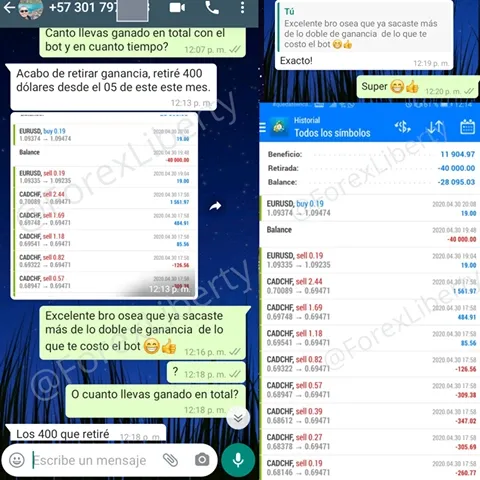 +57 301 797
Canto llevas ganado en total con el
bot y en cuanto tiempo?
12:07 p. m.
Acabo de retirar ganancia, retiré 400
dólares desde el 05 de este este mes.
12:13 p. m.
EURUSD, buy 0.19
1.09374 → 1.09474
2020.04.30 20:08
19.00
Balance
2020.04.30 19:48
-40 000.00
EURUSD, sell 0.19
1.09335 → 1.09235
2020.04.30 19:04
19.00
CADCHF, sell 2.44
0.70089 → 0.69471
2020.04.30 17:58
1 561.97
CADCHF, sell 1.69
0.69748 → 0.69471
2020.04.30 17:58
484.91
CADCHF, sell 1.18
0.69541 → 0.69471
2020.04.30 17:58
85.56
CADCHF, sell 0.82
0.69322 → 0.69471
2020.04.30 17:58
-126.56
CADCHF, sell 0.57
0.68947 → 0.69471
2020.04.30 17:58
12:13 p. m.
Excelente bro osea que ya sacaste
más de lo doble de ganancia de lo
que te costo el bot 😁👍
12:16 p. m.
?
12:18 p. m.
O cuanto llevas ganado en total?
12:18 p. m.
Los 400 que retiré
12:18 p. m.
Escribe un mensaje
Tú
Excelente bro osea que ya sacaste más
de lo doble de ganancia de lo que te
costo el bot 😁👍
12:19 p. m.
Exacto!
Super 😁👍
12:20 p. m.
Historial
Todos los símbolos
Beneficio: 11 904.97
Retirada: -40 000.00
Balance: -28 095.03
EURUSD, buy 0.19
1.09374 → 1.09474
2020.04.30 20:08
19.00
Balance
2020.04.30 19:48
-40 000.00
EURUSD, sell 0.19
1.09335 → 1.09235
2020.04.30 19:04
19.00
CADCHF, sell 2.44
0.70089 → 0.69471
2020.04.30 17:58
1 561.97
CADCHF, sell 1.69
0.69748 → 0.69471
2020.04.30 17:58
484.91
CADCHF, sell 1.18
0.69541 → 0.69471
2020.04.30 17:58
85.56
CADCHF, sell 0.82
0.69322 → 0.69471
2020.04.30 17:58
-126.56
CADCHF, sell 0.57
0.68947 → 0.69471
2020.04.30 17:58
-309.38
CADCHF, sell 0.39
0.68612 → 0.69471
2020.04.30 17:58
-347.02
CADCHF, sell 0.27
0.68378 → 0.69471
2020.04.30 17:58
-305.69
CADCHF, sell 0.19
0.68146 → 0.69471
2020.04.30 17:58
-260.77
@ForexLiberty
@ForexLiberty
@ForexLiberty
@ForexLiberty